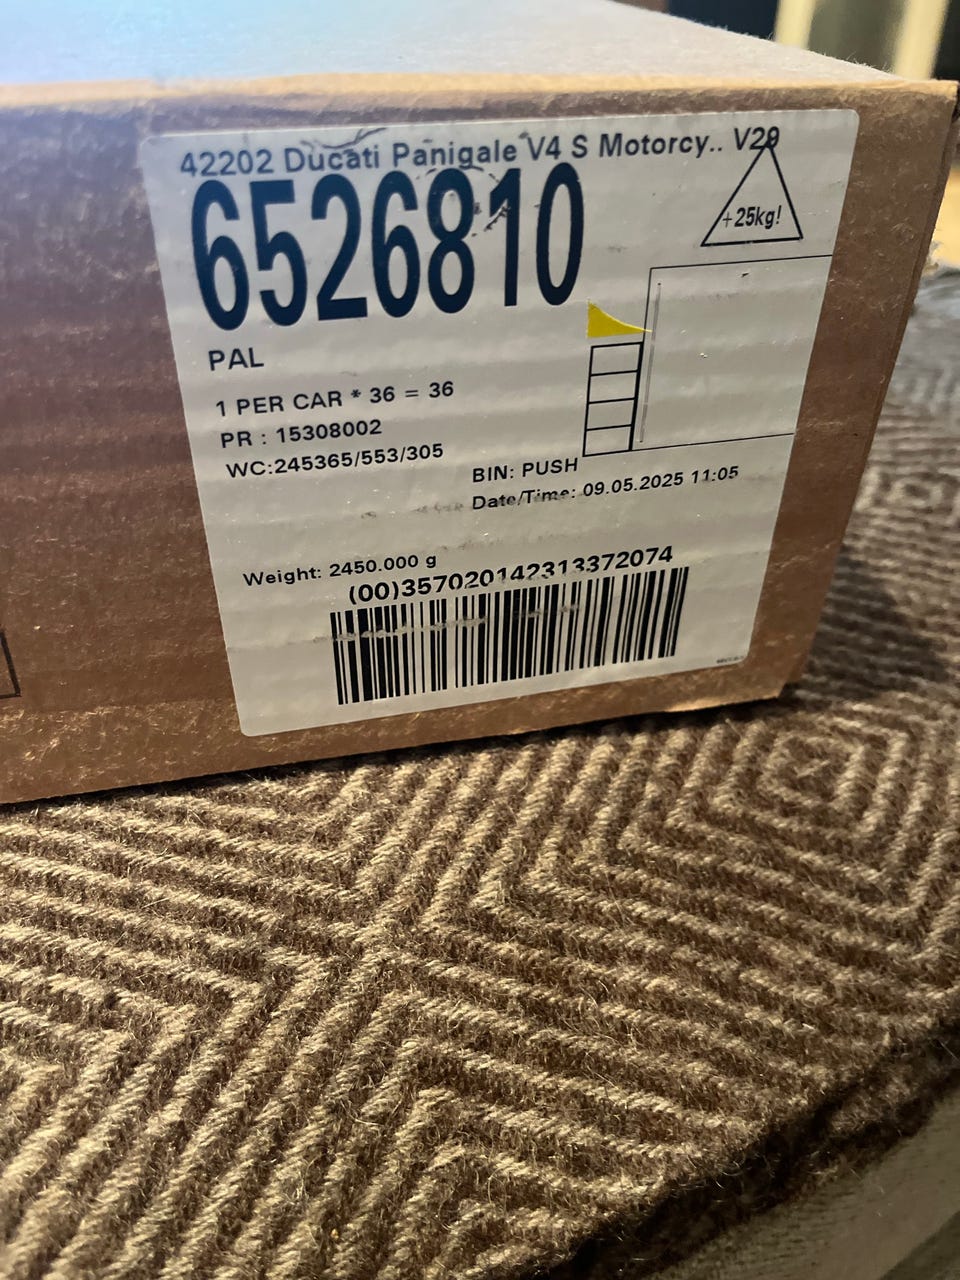 42202 Ducati Panigale V4 S Motorcy.. V29
6526810
+25kg!
PAL
1 PER CAR * 36 = 36
PR : 15308002
WC:245365/553/305
BIN: PUSH
Date/Time: 09.05.2025 11:05
Weight: 2450.000 g
(00)357020142313372074